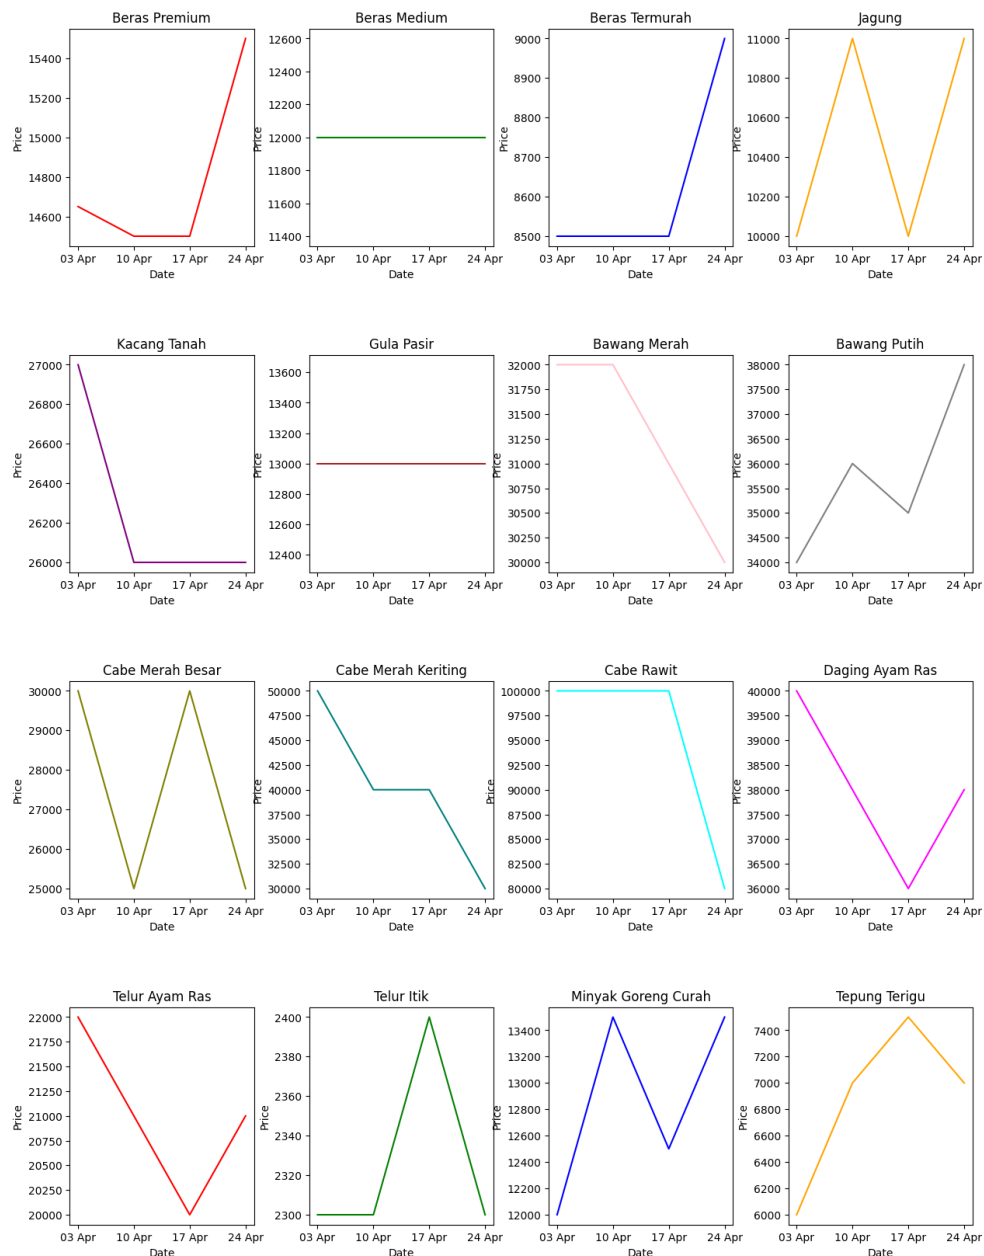 Beras Premium
Beras Medium
Beras Termurah
Jagung
15400
15200
15000
14800
14600
Price
03 Apr 10 Apr 17 Apr 24 Apr
Date
12600
12400
12200
12000
11800
11600
11400
Price
03 Apr 10 Apr 17 Apr 24 Apr
Date
9000
8900
8800
8700
8600
8500
Price
03 Apr 10 Apr 17 Apr 24 Apr
Date
11000
10800
10600
10400
10200
10000
Price
03 Apr 10 Apr 17 Apr 24 Apr
Date
Kacang Tanah
Gula Pasir
Bawang Merah
Bawang Putih
27000
26800
26600
26400
26200
26000
Price
03 Apr 10 Apr 17 Apr 24 Apr
Date
13600
13400
13200
13000
12800
12600
12400
Price
03 Apr 10 Apr 17 Apr 24 Apr
Date
32000
31750
31500
31250
31000
30750
30500
30250
30000
Price
03 Apr 10 Apr 17 Apr 24 Apr
Date
38000
37500
37000
36500
36000
35500
35000
34500
34000
Price
03 Apr 10 Apr 17 Apr 24 Apr
Date
Cabe Merah Besar
Cabe Merah Keriting
Cabe Rawit
Daging Ayam Ras
30000
29000
28000
27000
26000
25000
Price
03 Apr 10 Apr 17 Apr 24 Apr
Date
50000
47500
45000
42500
40000
37500
35000
32500
30000
Price
03 Apr 10 Apr 17 Apr 24 Apr
Date
100000
97500
95000
92500
90000
87500
85000
82500
80000
Price
03 Apr 10 Apr 17 Apr 24 Apr
Date
40000
39500
39000
38500
38000
37500
37000
36500
36000
Price
03 Apr 10 Apr 17 Apr 24 Apr
Date
Telur Ayam Ras
Telur Itik
Minyak Goreng Curah
Tepung Terigu
22000
21750
21500
21250
21000
20750
20500
20250
20000
Price
03 Apr 10 Apr 17 Apr 24 Apr
Date
2400
2380
2360
2340
2320
2300
Price
03 Apr 10 Apr 17 Apr 24 Apr
Date
13400
13200
13000
12800
12600
12400
12200
12000
Price
03 Apr 10 Apr 17 Apr 24 Apr
Date
7400
7200
7000
6800
6600
6400
6200
6000
Price
03 Apr 10 Apr 17 Apr 24 Apr
Date